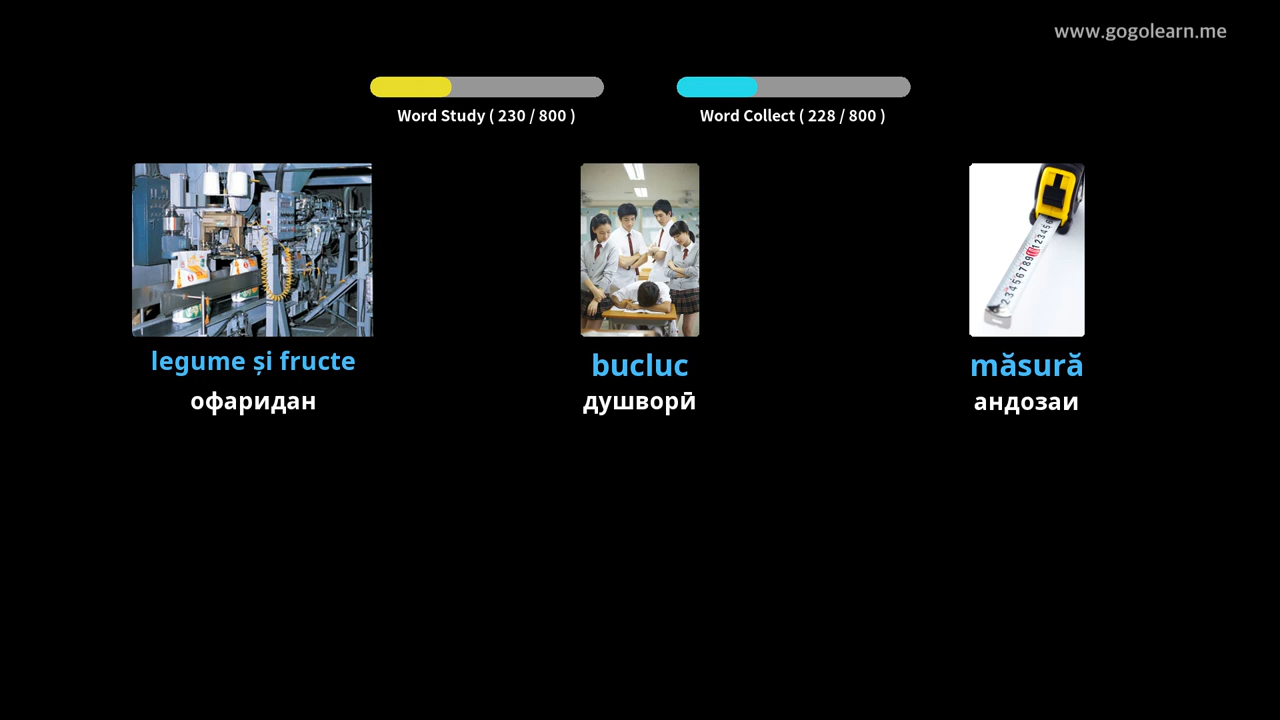 www.gogolearn.me
Word Study ( 230 / 800 )
Word Collect ( 228 / 800 )
legume și fructe
офаридан
bucluc
душворӣ
măsură
андозаи